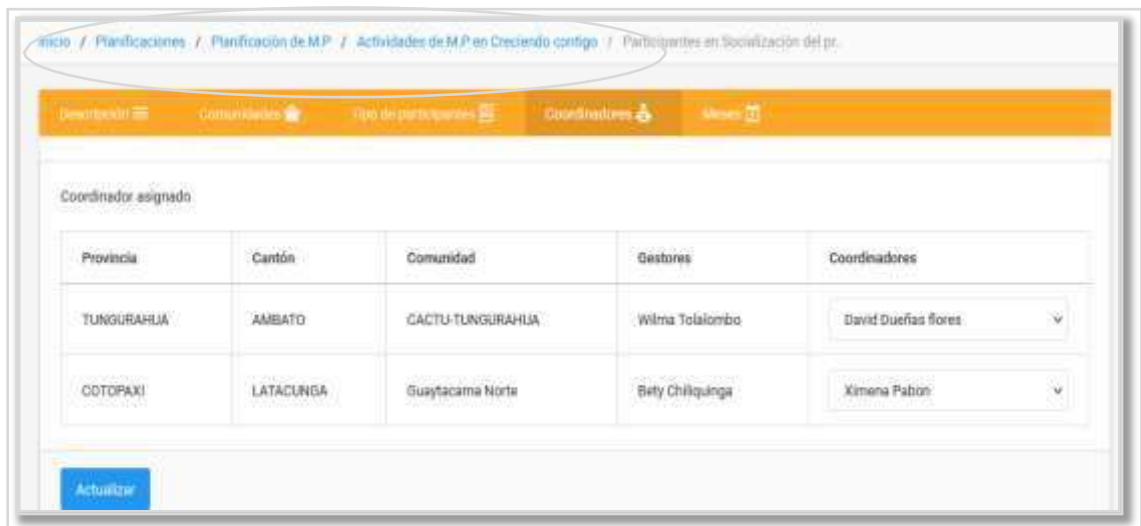 Inicio / Planificaciones / Planificación de M.P / Actividades de M.P en Creciendo contigo / Participantes en Socialización del pr..
Descripción Comunidades Tipo de participantes Coordinadores Meses
Coordinador asignado
Provincia Cantón Comunidad Gestores Coordinadores
TUNGURAHUA AMBATO CACTU-TUNGURAHUA Wilma Tolalombo David Dueñas flores
COTOPAXI LATACUNGA Guaytacama Norte Bety Chiliquinga Ximena Pabon
Actualizar